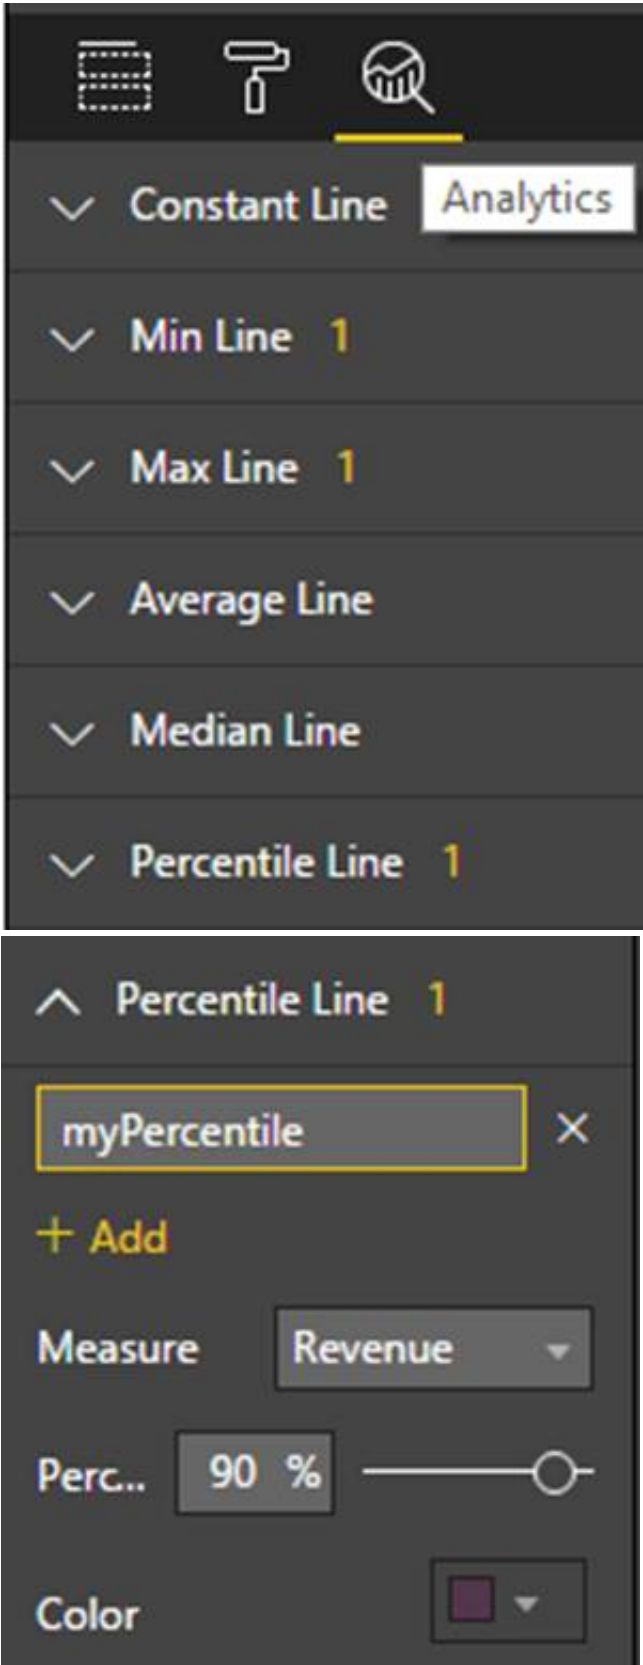 Constant Line
Analytics
Min Line 1
Max Line 1
Average Line
Median Line
Percentile Line 1
Percentile Line 1
myPercentile
+ Add
Measure Revenue
Perc... 90 %
Color